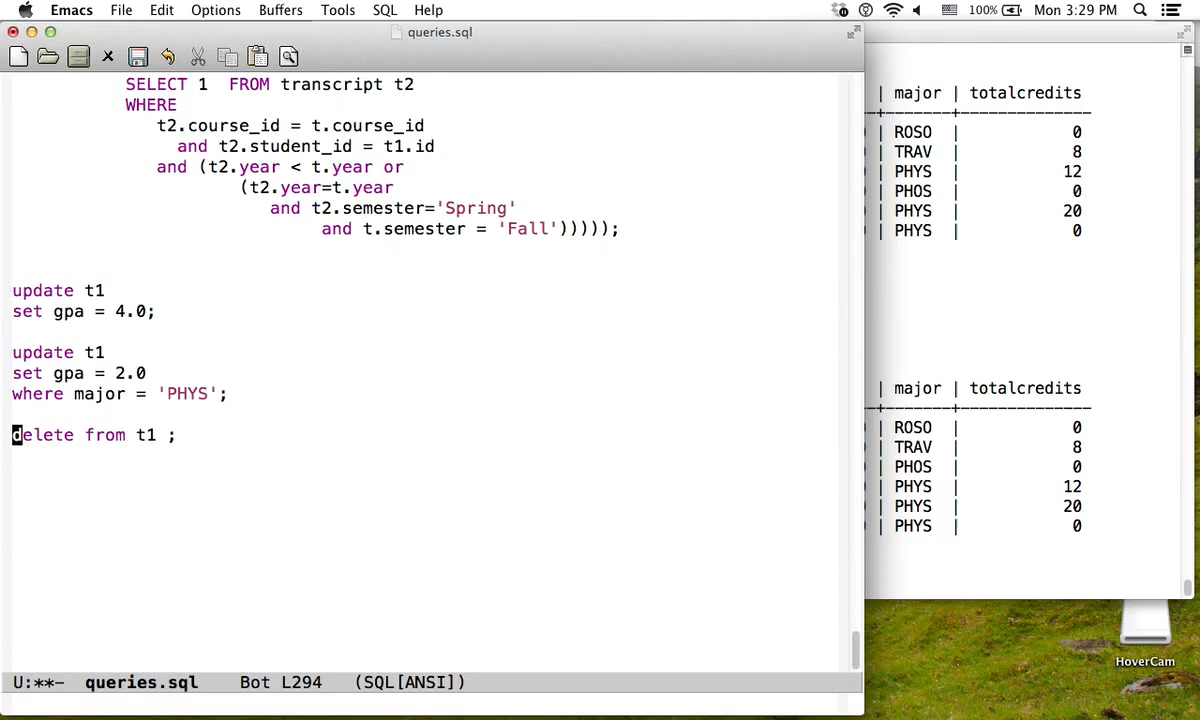 Emacs File Edit Options Buffers Tools SQL Help 100% Mon 3:29 PM
queries.sql
SELECT 1  FROM transcript t2
WHERE
t2.course_id = t.course_id
and t2.student_id = t1.id
and (t2.year < t.year or
(t2.year=t.year
and t2.semester='Spring'
and t.semester = 'Fall')))));
update t1
set gpa = 4.0;
update t1
set gpa = 2.0
where major = 'PHYS';
delete from t1 ;
U:**-  queries.sql    Bot L294   (SQL[ANSI])
| major | totalcredits
-+-------+--------------
| ROSO  |            0
| TRAV  |            8
| PHYS  |           12
| PHOS  |            0
| PHYS  |           20
| PHYS  |            0
| major | totalcredits
-+-------+--------------
| ROSO  |            0
| TRAV  |            8
| PHOS  |            0
| PHYS  |           12
| PHYS  |           20
| PHYS  |            0
HoverCam